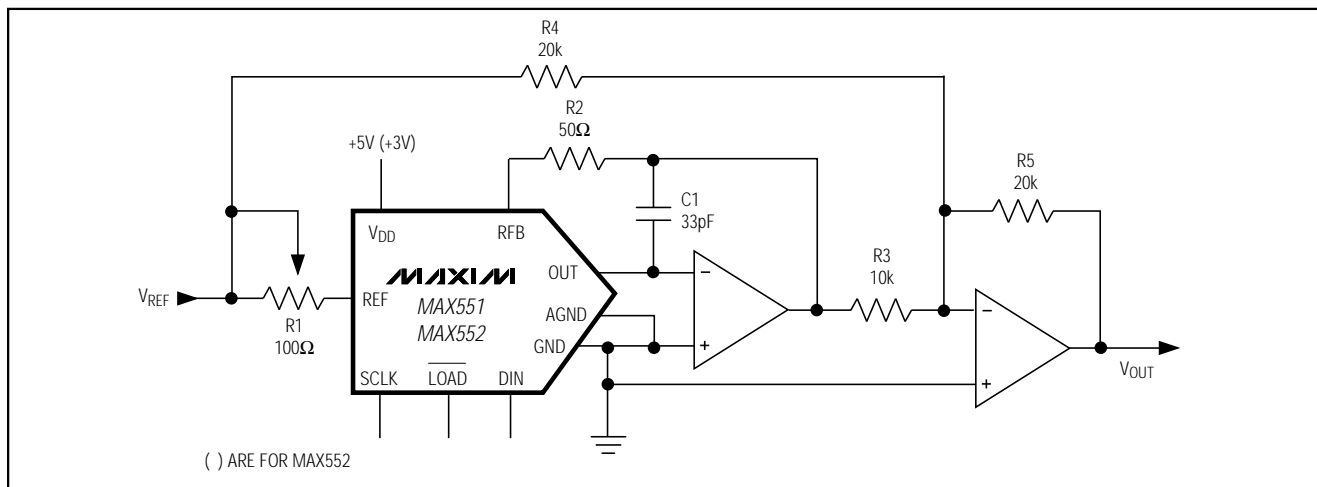 R4
20k
R2
50Ω
+5V (+3V)
R5
20k
C1
33pF
VDD
RFB
R3
10k
OUT
MAXIM
VREF
REF
MAX551
AGND
R1
100Ω
MAX552
GND
SCLK
LOAD
DIN
VOUT
−
+
−
+
( ) ARE FOR MAX552